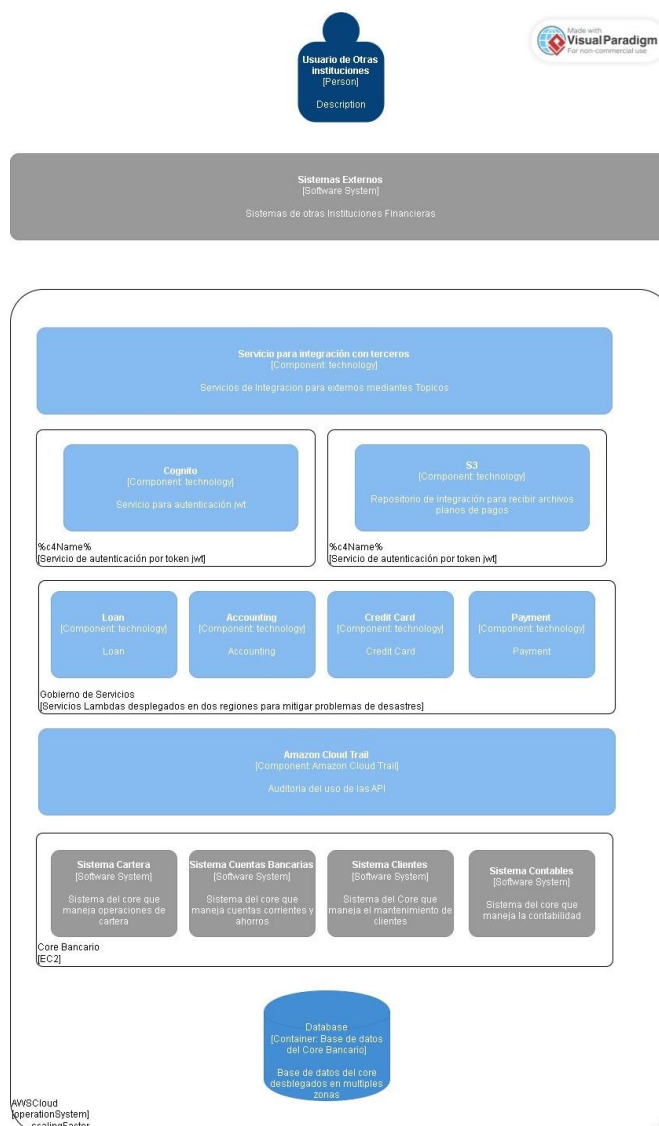 Made with
Visual Paradigm
For non-commercial use
Usuario de Otras
instituciones
[Person]
Description
Sistemas Externos
[Software System]
Sistemas de otras Instituciones Financieras
Servicio para integración con terceros
[Component: technology]
Servicios de Integracion para externos mediantes Topicos
Cognito
[Component: technology]
Servicio para autenticación jwt
%c4Name%
[Servicio de autenticación por token jwt]
S3
[Component: technology]
Repositorio de integración para recibir archivos
planos de pagos
%c4Name%
[Servicio de autenticación por token jwt]
Loan
[Component: technology]
Loan
Accounting
[Component: technology]
Accounting
Credit Card
[Component: technology]
Credit Card
Payment
[Component: technology]
Payment
Gobierno de Servicios
[Servicios Lambdas desplegados en dos regiones para mitigar problemas de desastres]
Amazon Cloud Trail
[Component: Amazon Cloud Trail]
Auditoria del uso de las API
Sistema Cartera
[Software System]
Sistema del core que
maneja operaciones de
cartera
Sistema Cuentas Bancarias
[Software System]
Sistema del core que
maneja cuentas corrientes y
ahorros
Sistema Clientes
[Software System]
Sistema del Core que
maneja el mantenimiento de
clientes
Sistema Contables
[Software System]
Sistema del core que
maneja la contabilidad
Core Bancario
[EC2]
Database
[Container: Base de datos
del Core Bancario]
Base de datos del core
desblegados en multiples
zonas
AWSCloud
[operationSystem]
scalingFactor